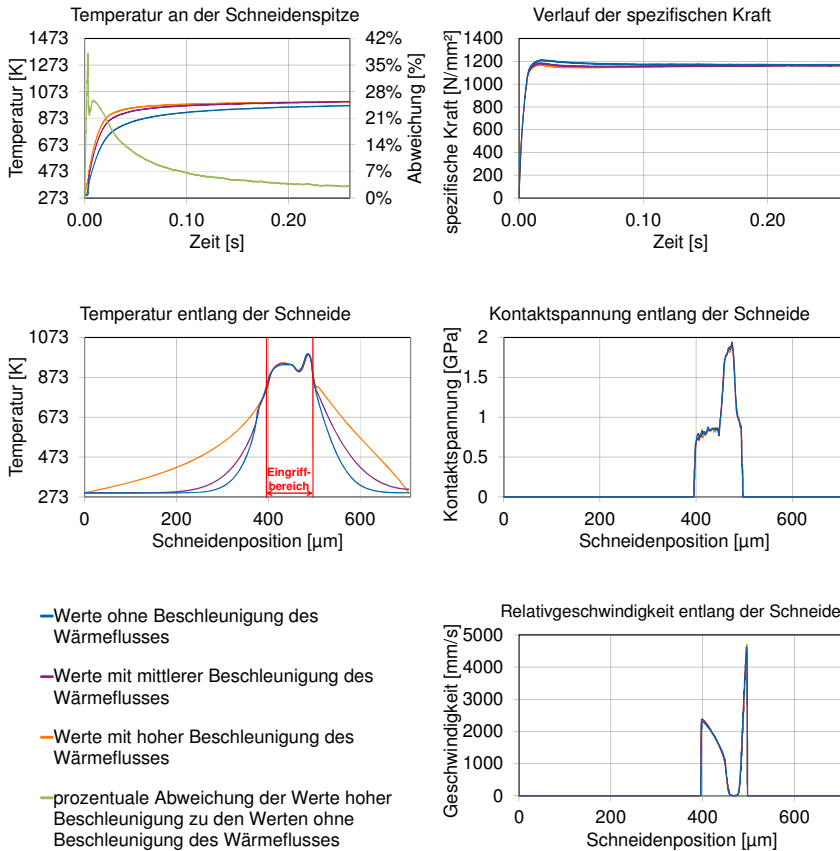 Temperatur an der Schneidenspitze
1473
1273
1073
873
673
473
273
Temperatur [K]
42%
35%
28%
21%
14%
7%
0%
Abweichung [%]
0.00 0.10 0.20
Zeit [s]
Verlauf der spezifischen Kraft
1400
1200
1000
800
600
400
200
0
spezifische Kraft [N/mm²]
0.00 0.10 0.20
Zeit [s]
Temperatur entlang der Schneide
1073
873
673
473
273
Temperatur [K]
Eingriff-
bereich
0 200 400 600
Schneidenposition [µm]
Kontaktspannung entlang der Schneide
2
1.5
1
0.5
0
Kontaktspannung [GPa]
0 200 400 600
Schneidenposition [µm]
Werte ohne Beschleunigung des
Wärmeflusses
Werte mit mittlerer Beschleunigung des
Wärmeflusses
Werte mit hoher Beschleunigung des
Wärmeflusses
prozentuale Abweichung der Werte hoher
Beschleunigung zu den Werten ohne
Beschleunigung des Wärmeflusses
Relativgeschwindigkeit entlang der Schneide
5000
4000
3000
2000
1000
0
Geschwindigkeit [mm/s]
0 200 400 600
Schneidenposition [µm]